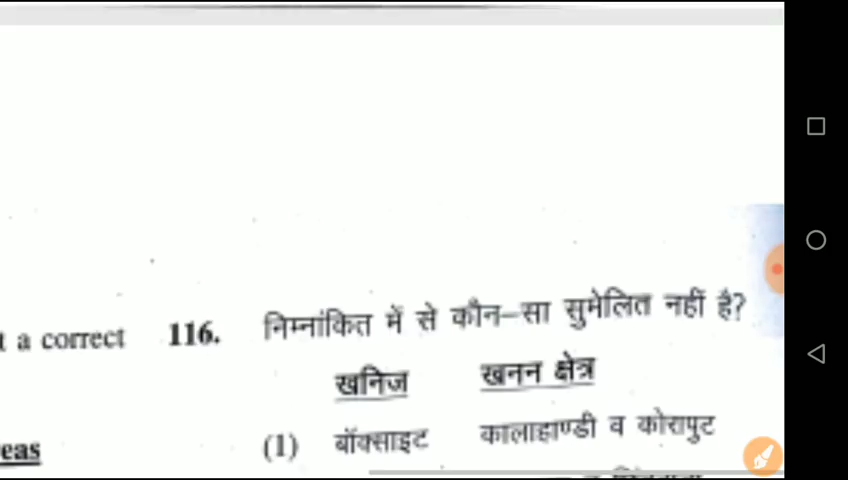 t a correct 116. निम्नांकित में से कौन-सा सुमेलित नहीं है?
खनिज खनन क्षेत्र
eas (1) बॉक्साइट कालाहाण्डी व कोरापुट